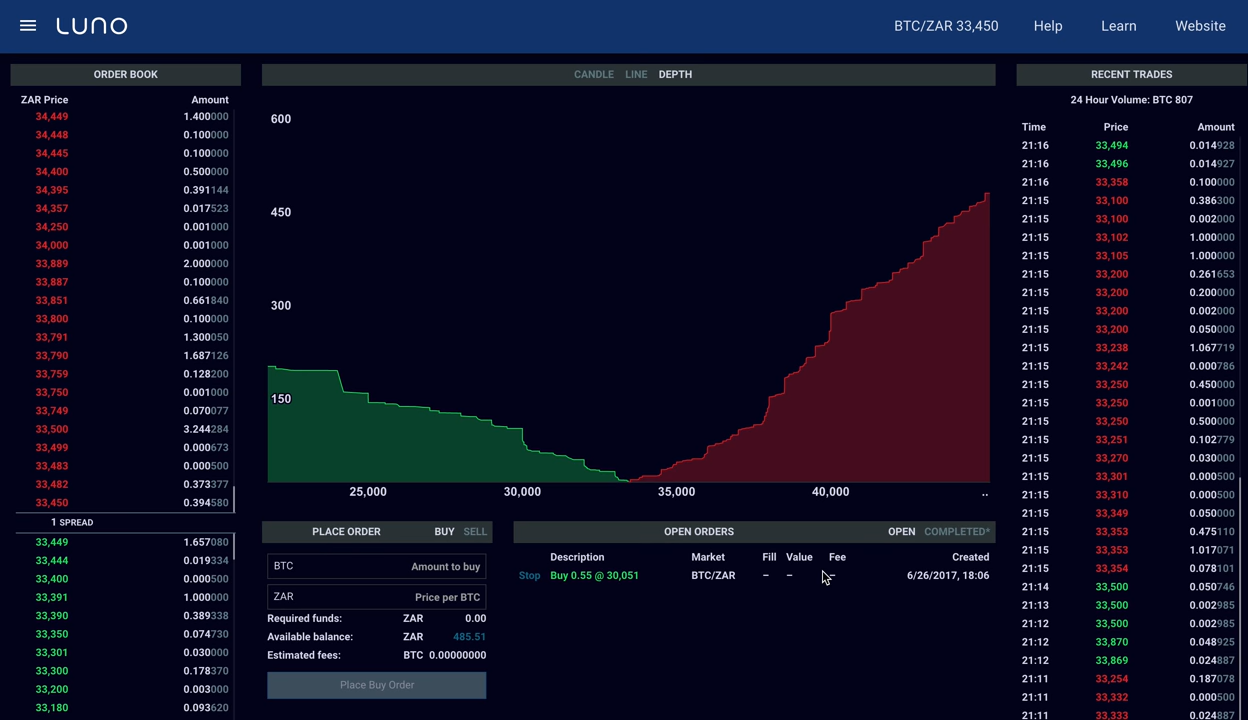 LUNO
BTC/ZAR 33,450 Help Learn Website
ORDER BOOK
ZAR Price Amount
34,449 1.400000
34,448 0.100000
34,445 0.100000
34,400 0.500000
34,395 0.391144
34,357 0.017523
34,250 0.001000
34,000 0.001000
33,889 2.000000
33,887 0.100000
33,851 0.661840
33,800 0.100000
33,791 1.300050
33,790 1.687126
33,759 0.128200
33,750 0.001000
33,749 0.070077
33,500 3.244284
33,499 0.000673
33,483 0.000500
33,482 0.373377
33,450 0.394580
1 SPREAD
33,449 1.657080
33,444 0.019334
33,400 0.000500
33,391 1.000000
33,390 0.389338
33,350 0.074730
33,301 0.030000
33,300 0.178370
33,200 0.003000
33,180 0.093620
CANDLE LINE DEPTH
600
450
300
150
25,000 30,000 35,000 40,000 ..
PLACE ORDER BUY SELL
BTC Amount to buy
ZAR Price per BTC
Required funds: ZAR 0.00
Available balance: ZAR 485.51
Estimated fees: BTC 0.00000000
Place Buy Order
OPEN ORDERS OPEN COMPLETED*
Description Market Fill Value Fee Created
Stop Buy 0.55 @ 30,051 BTC/ZAR – – – 6/26/2017, 18:06
RECENT TRADES
24 Hour Volume: BTC 807
Time Price Amount
21:16 33,494 0.014928
21:16 33,496 0.014927
21:16 33,358 0.100000
21:15 33,100 0.386300
21:15 33,100 0.002000
21:15 33,102 1.000000
21:15 33,105 1.000000
21:15 33,200 0.261653
21:15 33,200 0.200000
21:15 33,200 0.002000
21:15 33,200 0.050000
21:15 33,238 1.067719
21:15 33,242 0.000786
21:15 33,250 0.450000
21:15 33,250 0.001000
21:15 33,250 0.500000
21:15 33,251 0.102779
21:15 33,270 0.030000
21:15 33,301 0.000500
21:15 33,310 0.000500
21:15 33,349 0.050000
21:15 33,353 0.475110
21:15 33,353 1.017071
21:15 33,354 0.078101
21:14 33,500 0.050746
21:13 33,500 0.002985
21:12 33,500 0.002985
21:12 33,870 0.048925
21:12 33,869 0.024887
21:11 33,254 0.187078
21:11 33,332 0.000500
21:11 33,333 0.024887